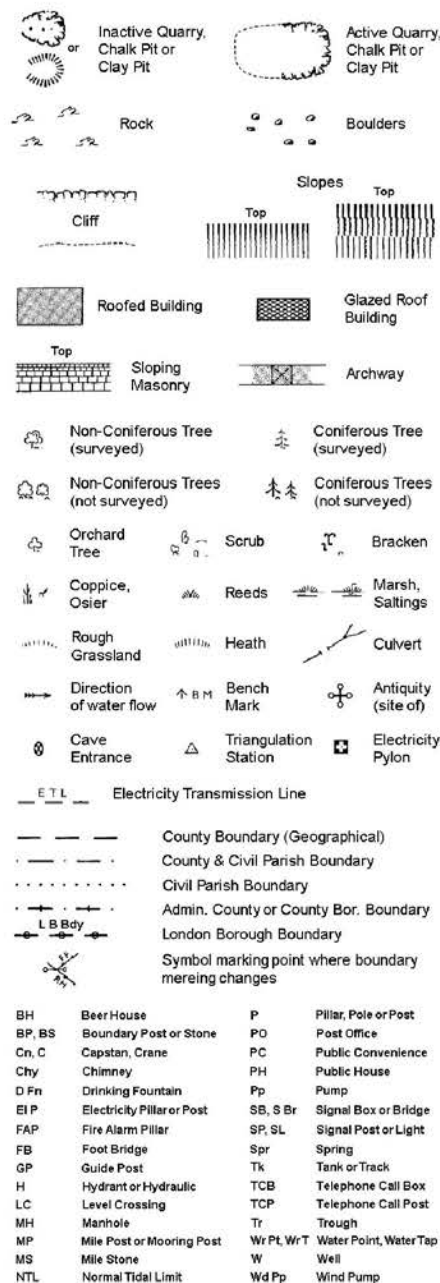 or
Inactive Quarry,
Chalk Pit or
Clay Pit
Active Quarry,
Chalk Pit or
Clay Pit
Rock
Boulders
Slopes
Top
Cliff
Top
Roofed Building
Glazed Roof
Building
Top
Sloping
Masonry
Archway
Non-Coniferous Tree
(surveyed)
Coniferous Tree
(surveyed)
Non-Coniferous Trees
(not surveyed)
Coniferous Trees
(not surveyed)
Orchard
Tree
Scrub
Bracken
Coppice,
Osier
Reeds
Marsh,
Saltings
Rough
Grassland
Heath
Culvert
Direction
of water flow
B M
Bench
Mark
Antiquity
(site of)
Cave
Entrance
Triangulation
Station
Electricity
Pylon
E T L
Electricity Transmission Line
County Boundary (Geographical)
County & Civil Parish Boundary
Civil Parish Boundary
Admin. County or County Bor. Boundary
L B Bdy
London Borough Boundary
Symbol marking point where boundary
mereing changes
BH Beer House P Pillar, Pole or Post
BP, BS Boundary Post or Stone PO Post Office
Cn, C Capstan, Crane PC Public Convenience
Chy Chimney PH Public House
D Fn Drinking Fountain Pp Pump
El P Electricity Pillar or Post SB, S Br Signal Box or Bridge
FAP Fire Alarm Pillar SP, SL Signal Post or Light
FB Foot Bridge Spr Spring
GP Guide Post Tk Tank or Track
H Hydrant or Hydraulic TCB Telephone Call Box
LC Level Crossing TCP Telephone Call Post
MH Manhole Tr Trough
MP Mile Post or Mooring Post Wr Pt, Wr T Water Point, Water Tap
MS Mile Stone W Well
NTL Normal Tidal Limit Wd Pp Wind Pump